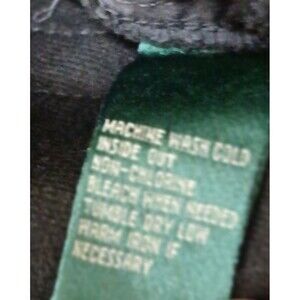 MACHINE WASH COLD
INSIDE OUT
NON-CHLORINE
BLEACH WHEN NEEDED
TUMBLE DRY LOW
WARM IRON IF
NECESSARY